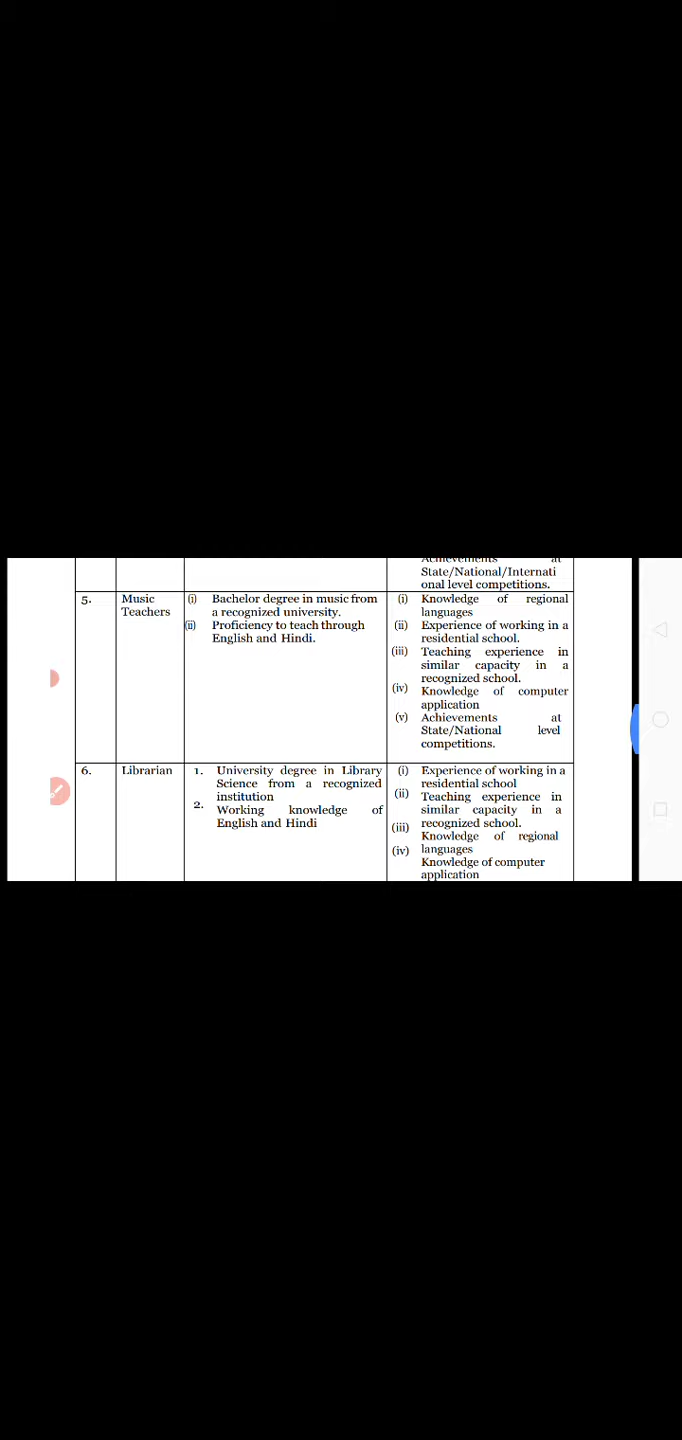 Achievements at
State/National/Internati
onal level competitions.
5.
Music
Teachers
(i) Bachelor degree in music from
a recognized university.
(ii) Proficiency to teach through
English and Hindi.
(i) Knowledge of regional
languages
(ii) Experience of working in a
residential school.
(iii) Teaching experience in
similar capacity in a
recognized school.
(iv) Knowledge of computer
application
(v) Achievements at
State/National level
competitions.
6.
Librarian
1. University degree in Library
Science from a recognized
institution
2. Working knowledge of
English and Hindi
(i) Experience of working in a
residential school
(ii) Teaching experience in
similar capacity in a
(iii) recognized school.
Knowledge of regional
(iv) languages
Knowledge of computer
application